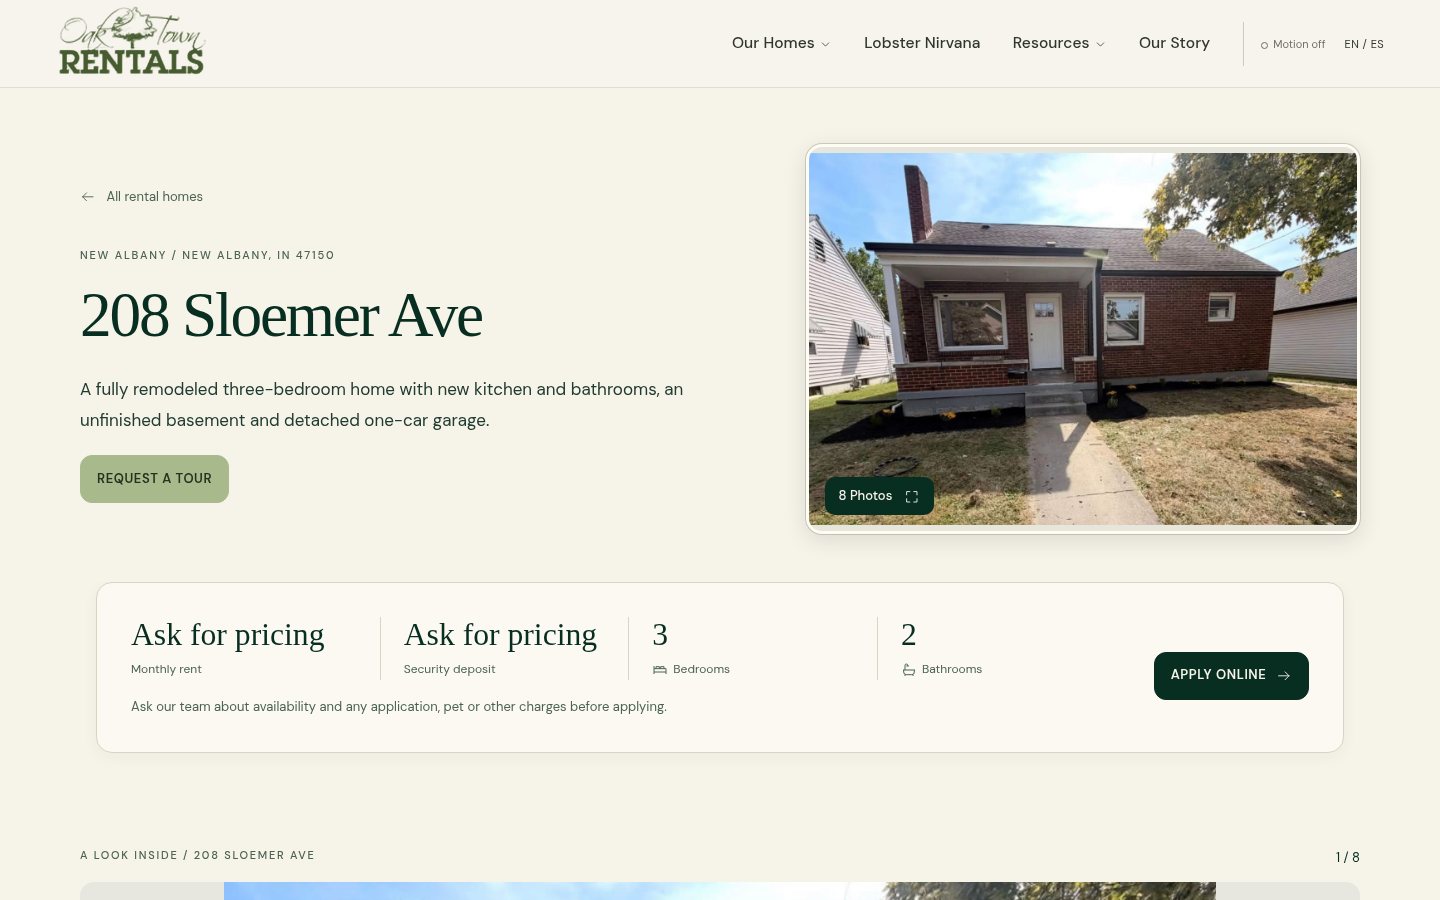 Oak Town
RENTALS
Our Homes
Lobster Nirvana
Resources
Our Story
Motion off
EN / ES
All rental homes
NEW ALBANY / NEW ALBANY, IN 47150
208 Sloemer Ave
A fully remodeled three-bedroom home with new kitchen and bathrooms, an
unfinished basement and detached one-car garage.
REQUEST A TOUR
8 Photos
Ask for pricing
Monthly rent
Ask for pricing
Security deposit
3
Bedrooms
2
Bathrooms
Ask our team about availability and any application, pet or other charges before applying.
APPLY ONLINE
A LOOK INSIDE / 208 SLOEMER AVE
1 / 8